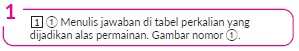 1
1 ① Menulis jawaban di tabel perkalian yang
dijadikan alas permainan. Gambar nomor ①.